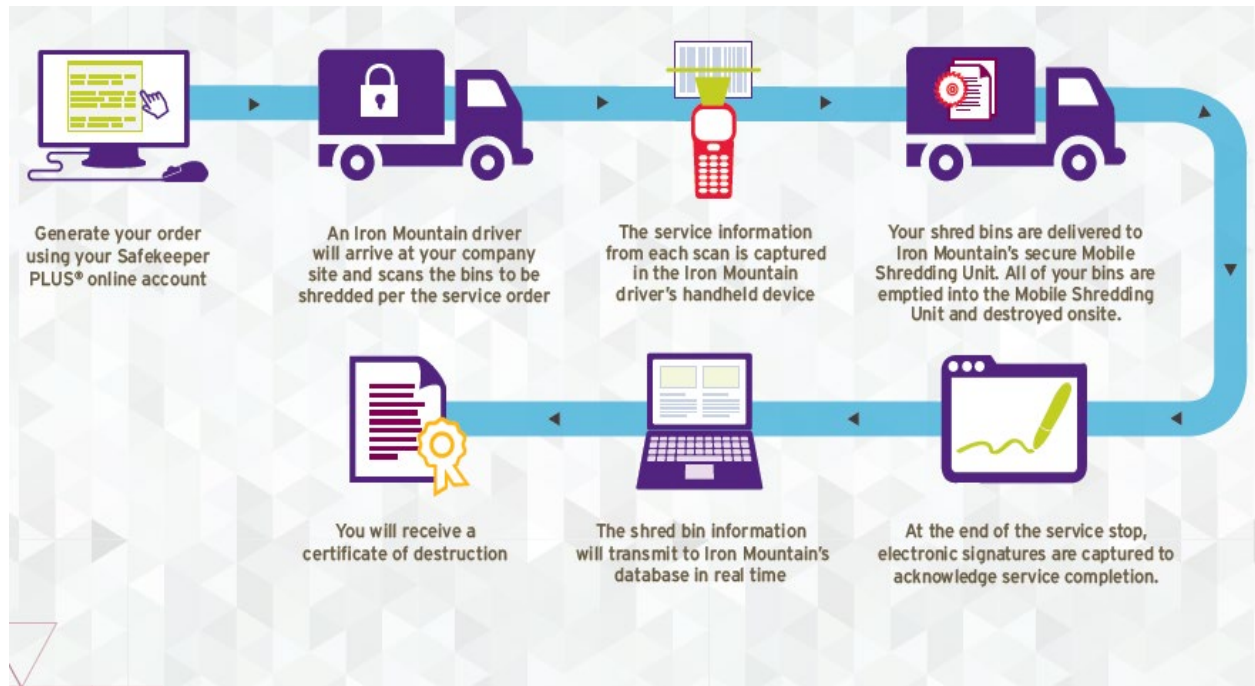 Generate your order
using your Safekeeper
PLUS® online account
An Iron Mountain driver
will arrive at your company
site and scans the bins to be
shredded per the service order
The service information
from each scan is captured
in the Iron Mountain
driver's handheld device
Your shred bins are delivered to
Iron Mountain's secure Mobile
Shredding Unit. All of your bins are
emptied into the Mobile Shredding
Unit and destroyed onsite.
At the end of the service stop,
electronic signatures are captured to
acknowledge service completion.
The shred bin information
will transmit to Iron Mountain's
database in real time
You will receive a
certificate of destruction